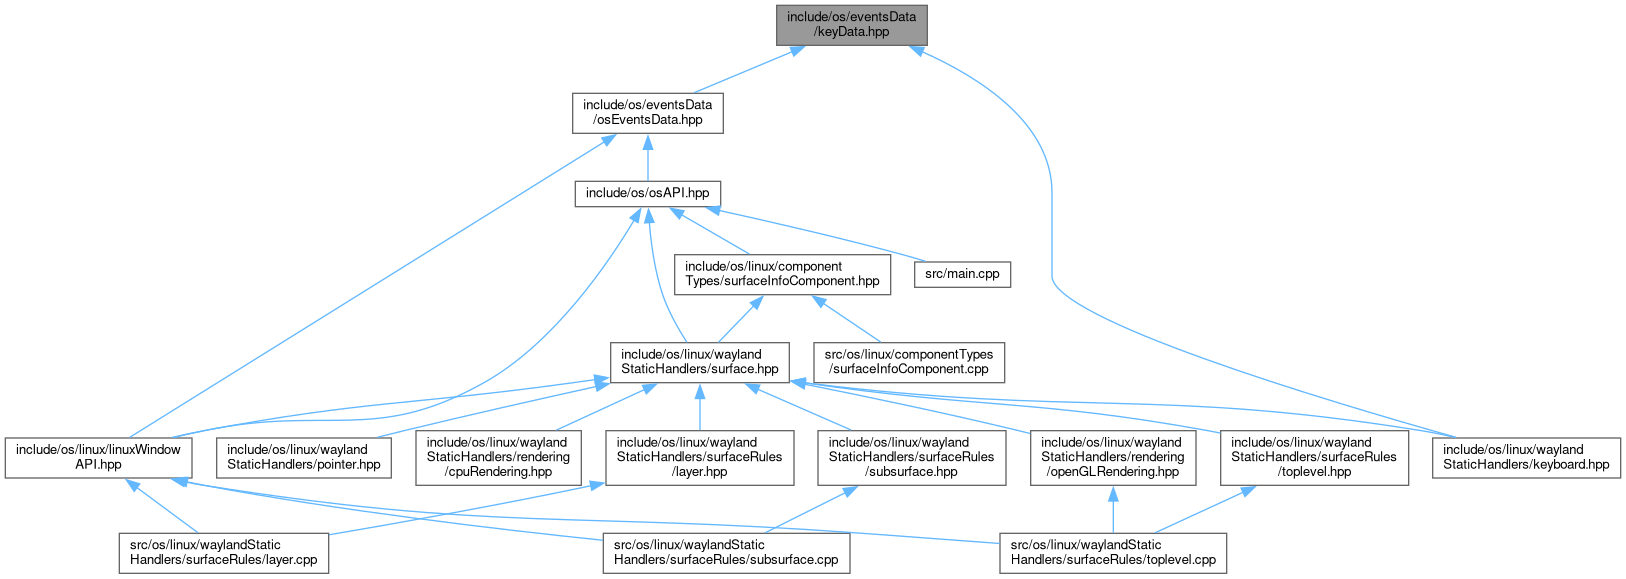 include/os/eventsData
/keyData.hpp
include/os/eventsData
/osEventsData.hpp
include/os/osAPI.hpp
include/os/linux/component
Types/surfaceInfoComponent.hpp
src/main.cpp
include/os/linux/wayland
StaticHandlers/surface.hpp
src/os/linux/componentTypes
/surfaceInfoComponent.cpp
include/os/linux/linuxWindow
API.hpp
include/os/linux/wayland
StaticHandlers/pointer.hpp
include/os/linux/wayland
StaticHandlers/rendering
/cpuRendering.hpp
include/os/linux/wayland
StaticHandlers/surfaceRules
/layer.hpp
include/os/linux/wayland
StaticHandlers/surfaceRules
/subsurface.hpp
include/os/linux/wayland
StaticHandlers/rendering
/openGLRendering.hpp
include/os/linux/wayland
StaticHandlers/surfaceRules
/toplevel.hpp
include/os/linux/wayland
StaticHandlers/keyboard.hpp
src/os/linux/waylandStatic
Handlers/surfaceRules/layer.cpp
src/os/linux/waylandStatic
Handlers/surfaceRules/subsurface.cpp
src/os/linux/waylandStatic
Handlers/surfaceRules/toplevel.cpp